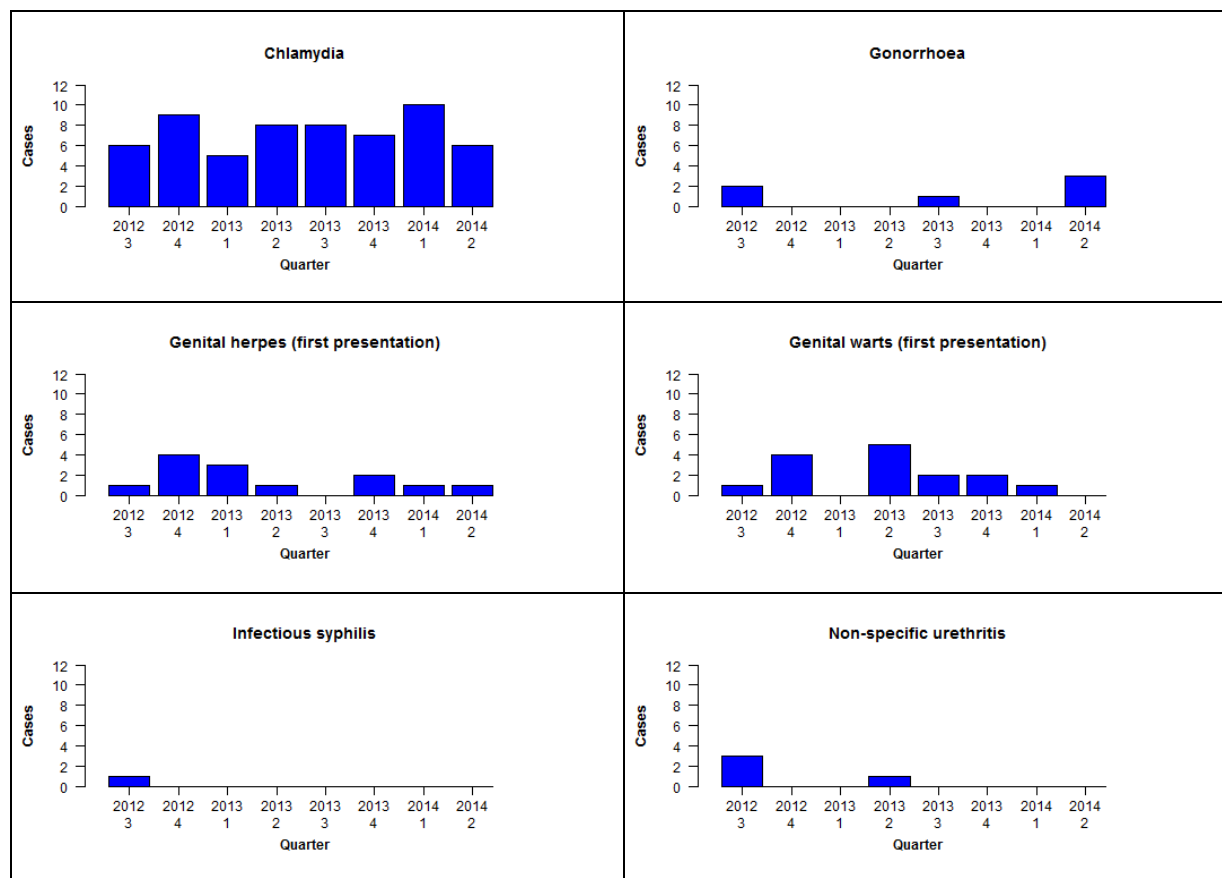 Chlamydia
12
10
8
6
4
2
0
Cases
2012 2012 2013 2013 2013 2013 2014 2014
3 4 1 2 3 4 1 2
Quarter
Gonorrhoea
12
10
8
6
4
2
0
Cases
2012 2012 2013 2013 2013 2013 2014 2014
3 4 1 2 3 4 1 2
Quarter
Genital herpes (first presentation)
12
10
8
6
4
2
0
Cases
2012 2012 2013 2013 2013 2013 2014 2014
3 4 1 2 3 4 1 2
Quarter
Genital warts (first presentation)
12
10
8
6
4
2
0
Cases
2012 2012 2013 2013 2013 2013 2014 2014
3 4 1 2 3 4 1 2
Quarter
Infectious syphilis
12
10
8
6
4
2
0
Cases
2012 2012 2013 2013 2013 2013 2014 2014
3 4 1 2 3 4 1 2
Quarter
Non-specific urethritis
12
10
8
6
4
2
0
Cases
2012 2012 2013 2013 2013 2013 2014 2014
3 4 1 2 3 4 1 2
Quarter